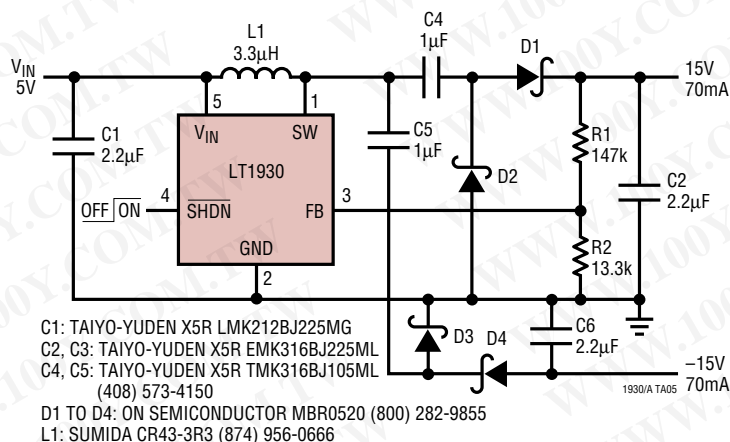 L1
3.3µH
C4
1µF
D1
VIN
5V
15V
70mA
5
1
C1
2.2µF
VIN
SW
C5
1µF
R1
147k
LT1930
D2
C2
2.2µF
4
3
OFF ON
SHDN
FB
GND
R2
13.3k
2
C1: TAIYO-YUDEN X5R LMK212BJ225MG
C2, C3: TAIYO-YUDEN X5R EMK316BJ225ML
C4, C5: TAIYO-YUDEN X5R TMK316BJ105ML
(408) 573-4150
D1 TO D4: ON SEMICONDUCTOR MBR0520 (800) 282-9855
L1: SUMIDA CR43-3R3 (874) 956-0666
D3
D4
C6
2.2µF
–15V
70mA
1930/A TA05
WWW.100Y.COM.TW